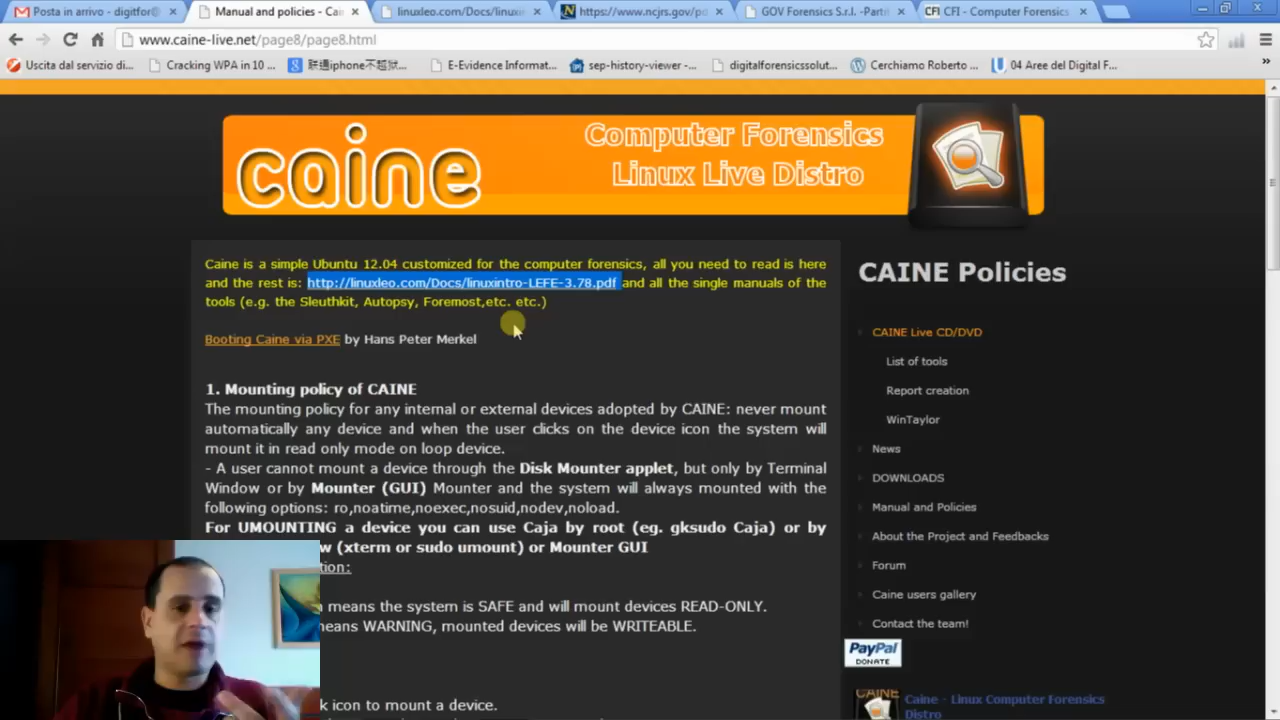 Posta in arrivo - digitfor@
Manual and policies - Cai
linuxleo.com/Docs/linuxin
https://www.ncjrs.gov/po
GOV Forensics S.r.l. -Parti
CFI CFI - Computer Forensics
www.caine-live.net/page8/page8.html
Uscita dal servizio di...
Cracking WPA in 10 ...
E-Evidence Informat...
sep-history-viewer -...
digitalforensicssolut...
Cerchiamo Roberto ...
04 Aree del Digital F...
caine
Computer Forensics
Linux Live Distro
Caine is a simple Ubuntu 12.04 customized for the computer forensics, all you need to read is here
and the rest is: http://linuxleo.com/Docs/linuxintro-LEFE-3.78.pdf and all the single manuals of the
tools (e.g. the Sleuthkit, Autopsy, Foremost,etc. etc.)
Booting Caine via PXE by Hans Peter Merkel
1. Mounting policy of CAINE
The mounting policy for any internal or external devices adopted by CAINE: never mount
automatically any device and when the user clicks on the device icon the system will
mount it in read only mode on loop device.
- A user cannot mount a device through the Disk Mounter applet, but only by Terminal
Window or by Mounter (GUI) Mounter and the system will always mounted with the
following options: ro,noatime,noexec,nosuid,nodev,noload.
For UMOUNTING a device you can use Caja by root (eg. gksudo Caja) or by
(xterm or sudo umount) or Mounter GUI
tion:
means the system is SAFE and will mount devices READ-ONLY.
means WARNING, mounted devices will be WRITEABLE.
k icon to mount a device.
CAINE Policies
CAINE Live CD/DVD
List of tools
Report creation
WinTaylor
News
DOWNLOADS
Manual and Policies
About the Project and Feedbacks
Forum
Caine users gallery
Contact the team!
PayPal
DONATE
CAINE
Caine - Linux Computer Forensics
Distro